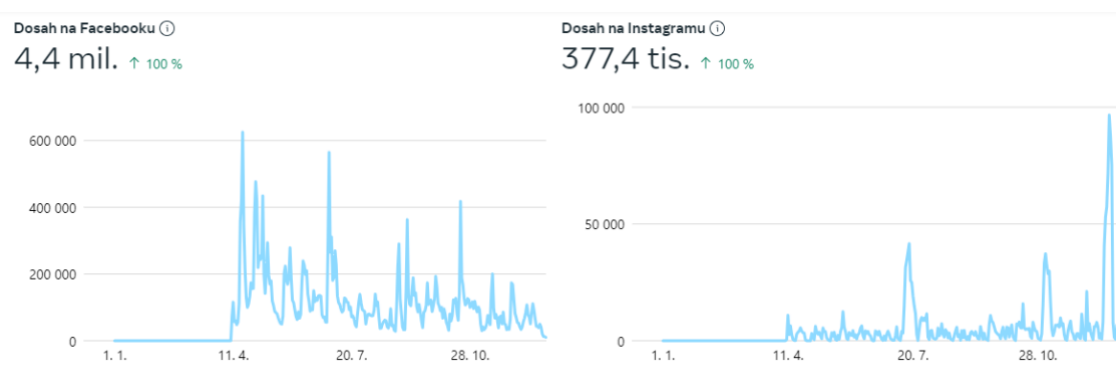 Dosah na Facebooku
4,4 mil. ↑ 100 %
600 000
400 000
200 000
0
1. 1. 11. 4. 20. 7. 28. 10.
Dosah na Instagramu
377,4 tis. ↑ 100 %
100 000
50 000
0
1. 1. 11. 4. 20. 7. 28. 10.